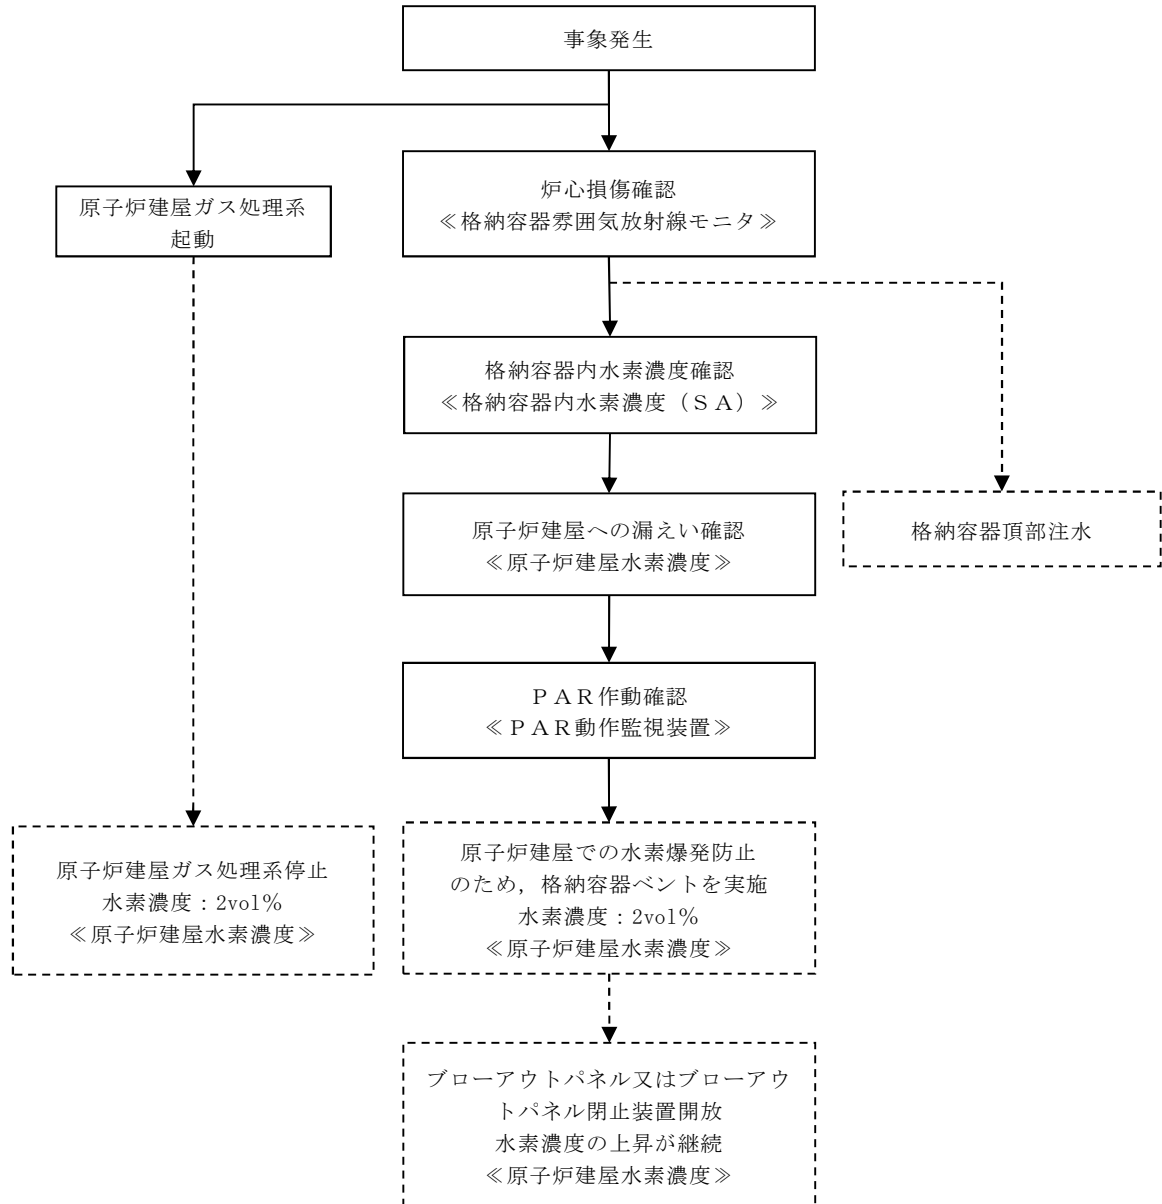 事象発生
原子炉建屋ガス処理系
起動
炉心損傷確認
≪格納容器雰囲気放射線モニタ≫
格納容器内水素濃度確認
≪格納容器内水素濃度（ＳＡ）≫
原子炉建屋への漏えい確認
≪原子炉建屋水素濃度≫
格納容器頂部注水
ＰＡＲ作動確認
≪ＰＡＲ動作監視装置≫
原子炉建屋ガス処理系停止
水素濃度：2vol％
≪原子炉建屋水素濃度≫
原子炉建屋での水素爆発防止
のため，格納容器ベントを実施
水素濃度：2vol％
≪原子炉建屋水素濃度≫
ブローアウトパネル又はブローアウ
トパネル閉止装置開放
水素濃度の上昇が継続
≪原子炉建屋水素濃度≫